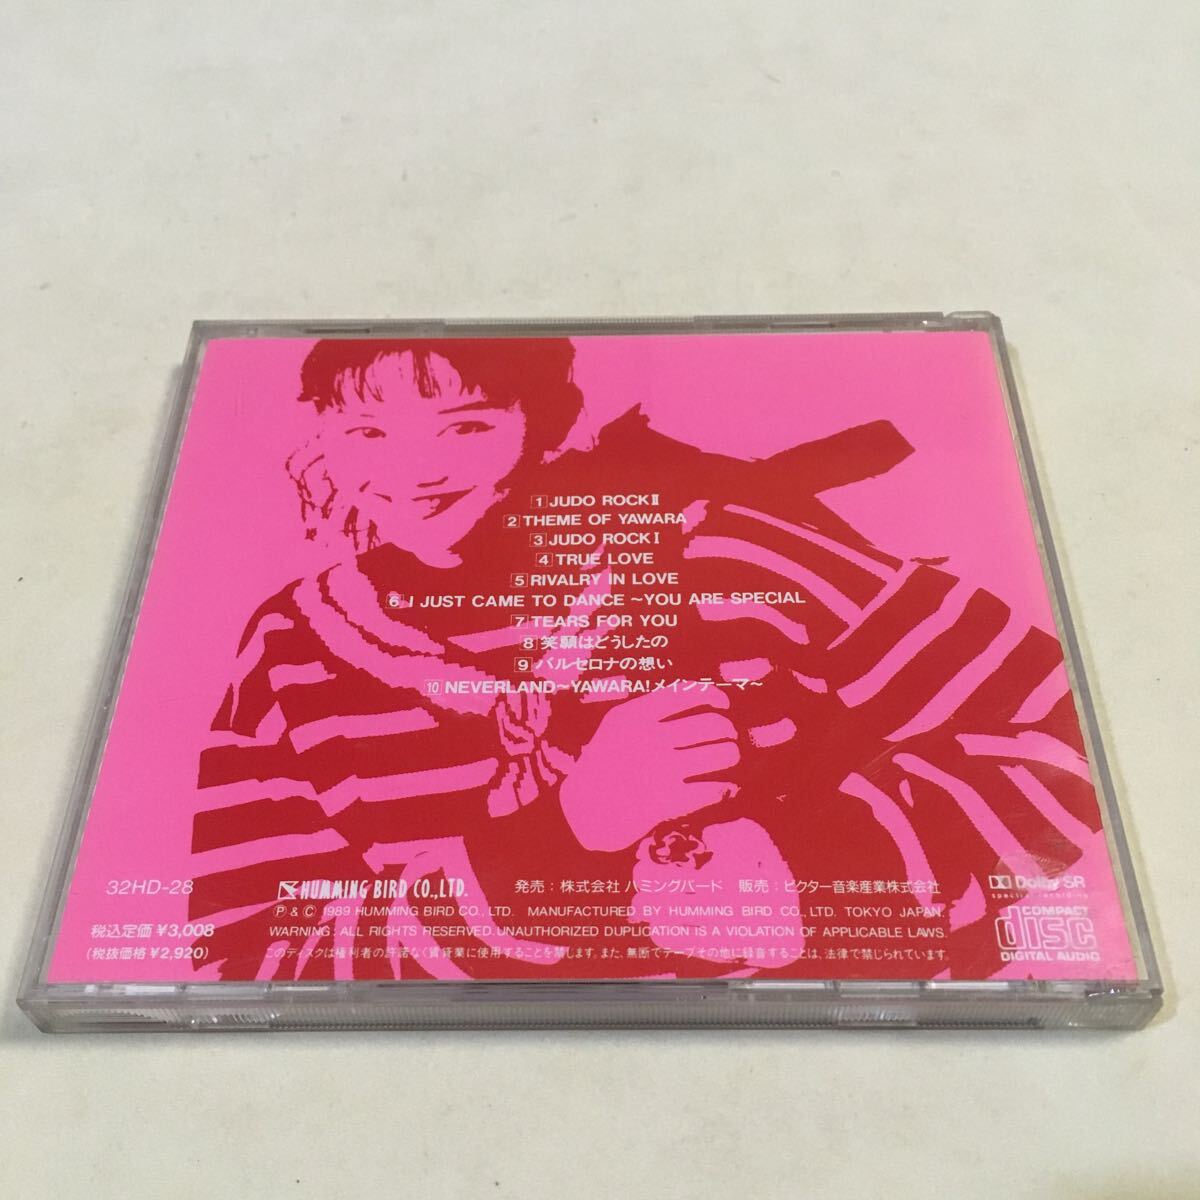 1 JUDO ROCK II
2 THEME OF YAWARA
3 JUDO ROCK I
4 TRUE LOVE
5 RIVALRY IN LOVE
6 I JUST CAME TO DANCE ~YOU ARE SPECIAL
7 TEARS FOR YOU
8 笑顔はどうしたの
9 バルセロナの想い
10 NEVERLAND~YAWARA!メインテーマ~
32HD-28
HUMMING BIRD CO.,LTD.
発売:株式会社 ハミングバード 販売:ビクター音楽産業株式会社
DOLBY SR
special recording
税込定価 ¥3,008
(税抜価格 ¥2,920)
Ⓟ & Ⓒ 1989 HUMMING BIRD CO., LTD. MANUFACTURED BY HUMMING BIRD CO., LTD. TOKYO JAPAN.
WARNING: ALL RIGHTS RESERVED. UNAUTHORIZED DUPLICATION IS A VIOLATION OF APPLICABLE LAWS.
このディスクは権利者の許諾なく賃貸業に使用することを禁じます。また、無断でテープその他に録音することは、法律で禁じられています。
COMPACT
disc
DIGITAL AUDIO